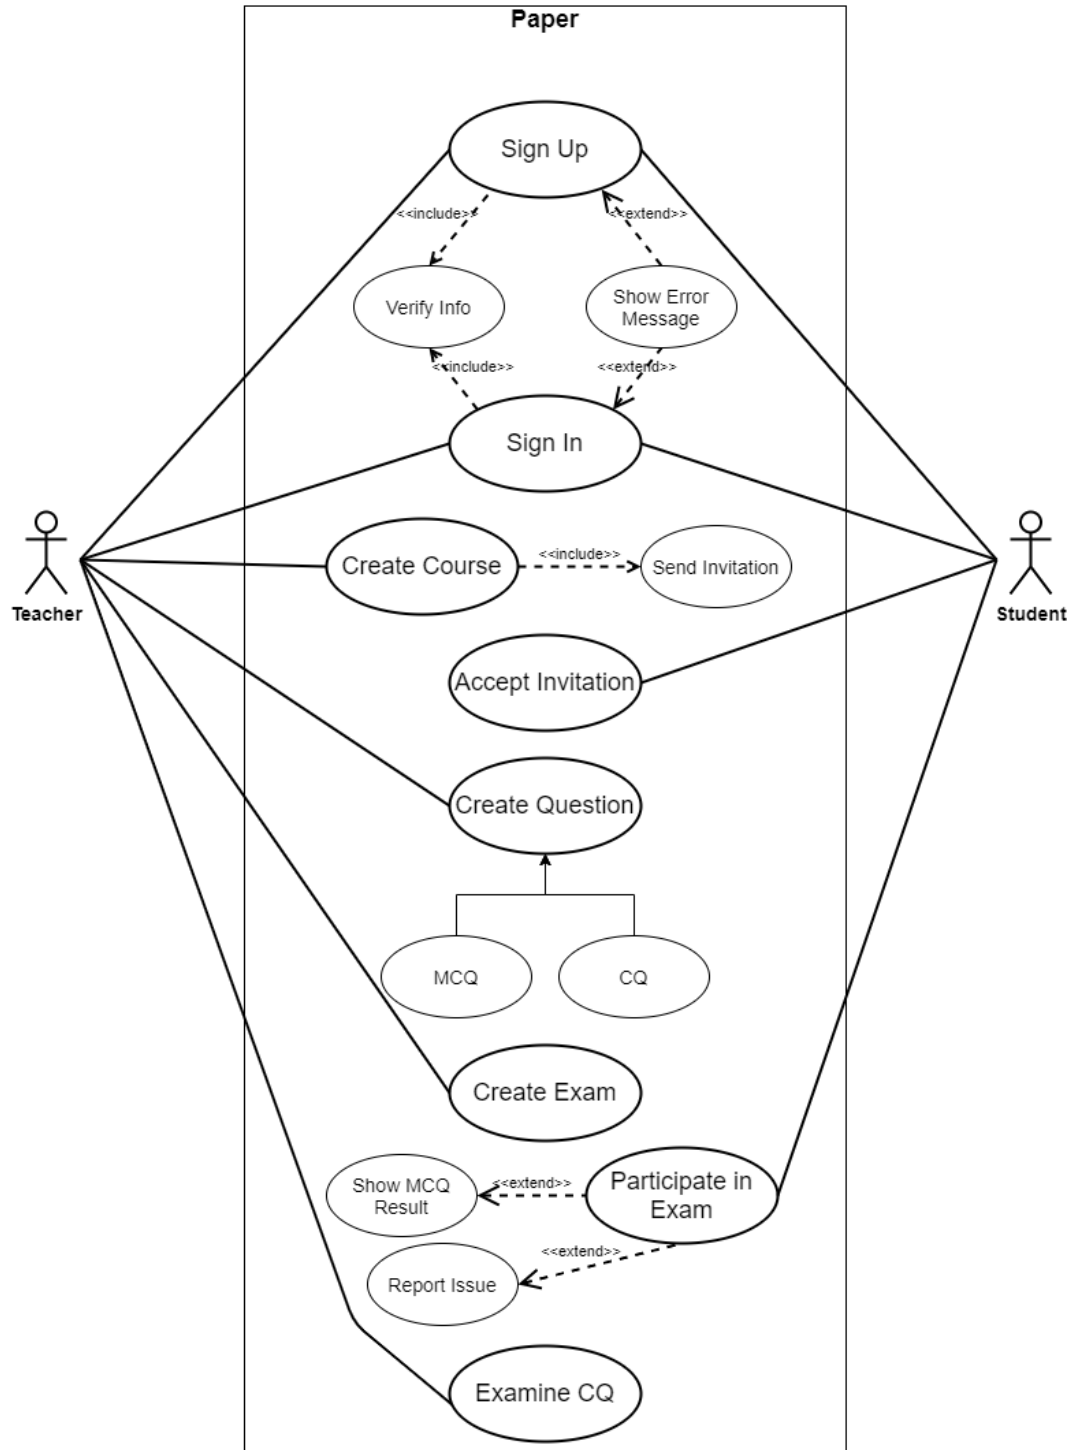 Paper
Sign Up
<<include>>
<<extend>>
Verify Info
Show Error
Message
<<include>>
<<extend>>
Sign In
Create Course
<<include>>
Send Invitation
Teacher
Student
Accept Invitation
Create Question
MCQ
CQ
Create Exam
Show MCQ
Result
<<extend>>
Participate in
Exam
<<extend>>
Report Issue
Examine CQ